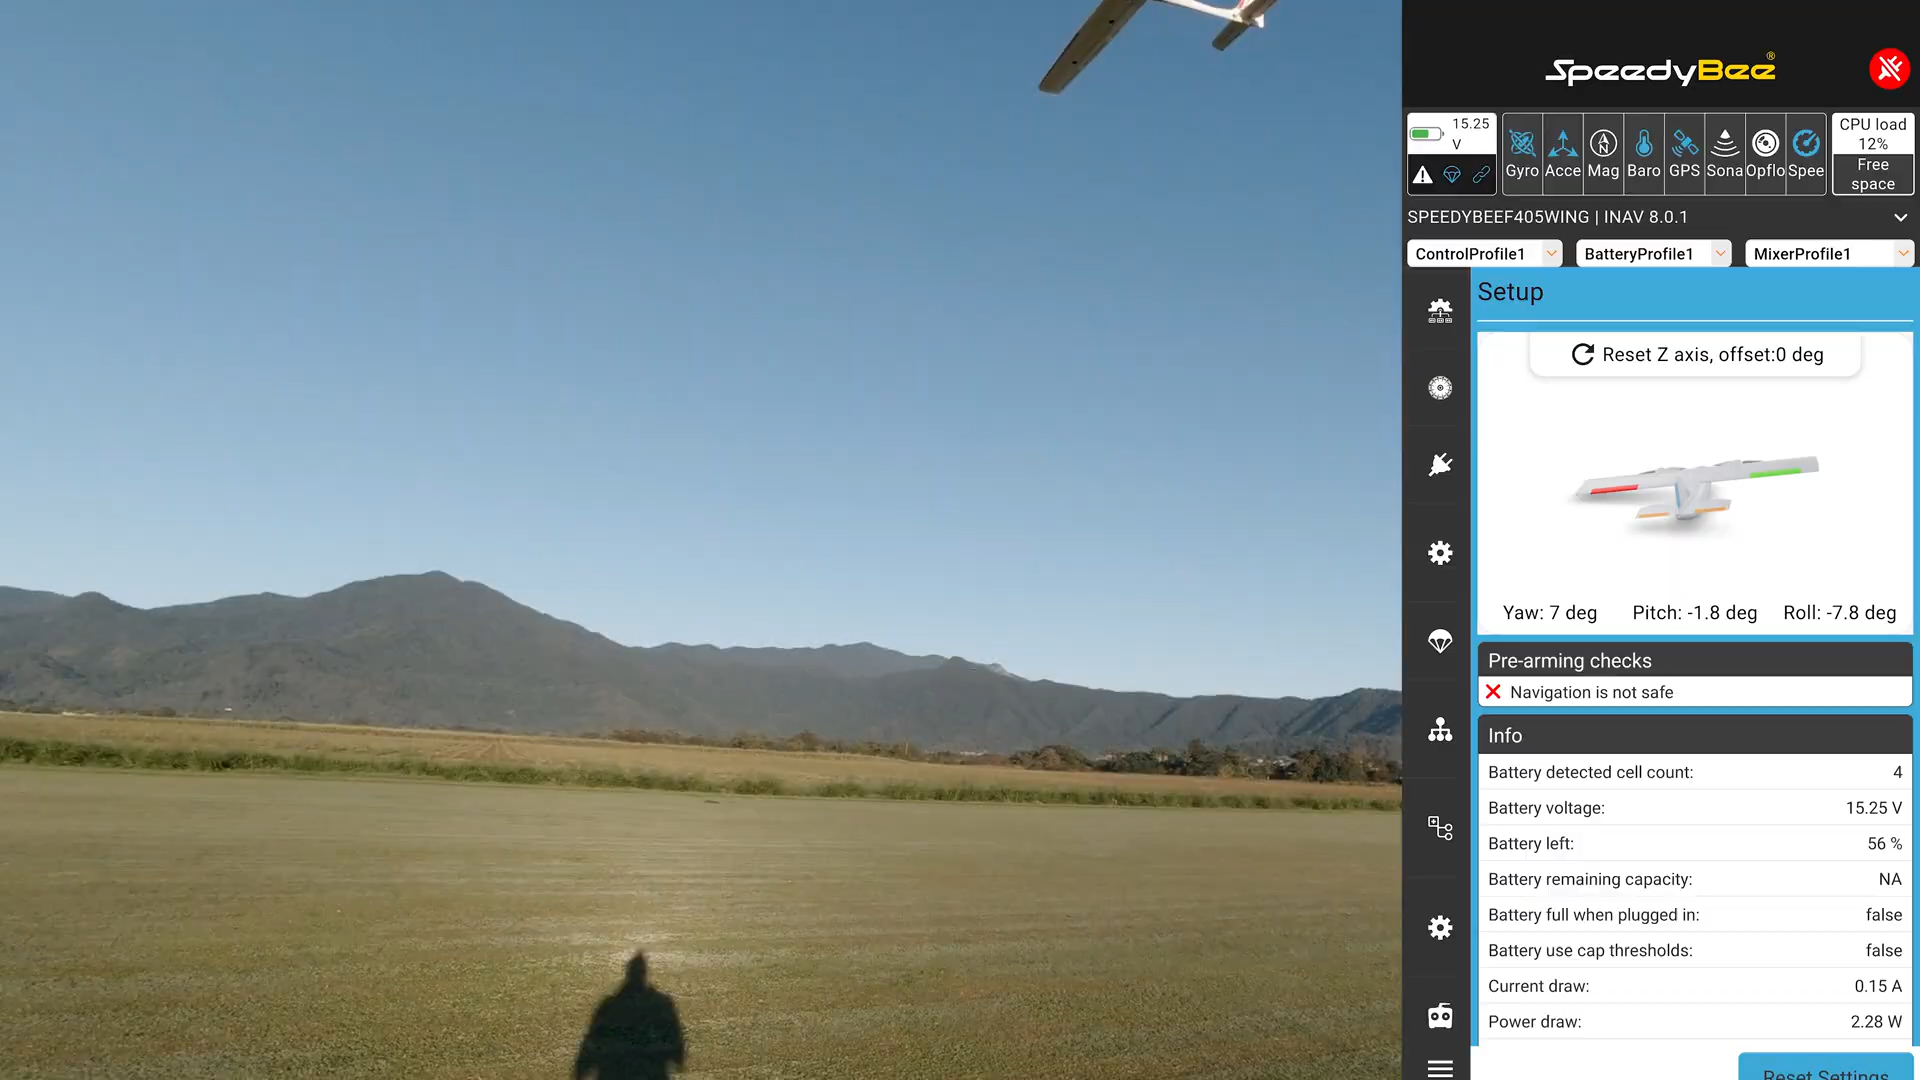 SpeedyBee®
15.25
V
Gyro
Acce
Mag
Baro
GPS
Sona
Opflo
Spee
CPU load
12%
Free
space
SPEEDYBEEF405WING | INAV 8.0.1
ControlProfile1
BatteryProfile1
MixerProfile1
Setup
Reset Z axis, offset:0 deg
Yaw: 7 deg
Pitch: -1.8 deg
Roll: -7.8 deg
Pre-arming checks
Navigation is not safe
Info
Battery detected cell count: 4
Battery voltage: 15.25 V
Battery left: 56 %
Battery remaining capacity: NA
Battery full when plugged in: false
Battery use cap thresholds: false
Current draw: 0.15 A
Power draw: 2.28 W
Reset Settings